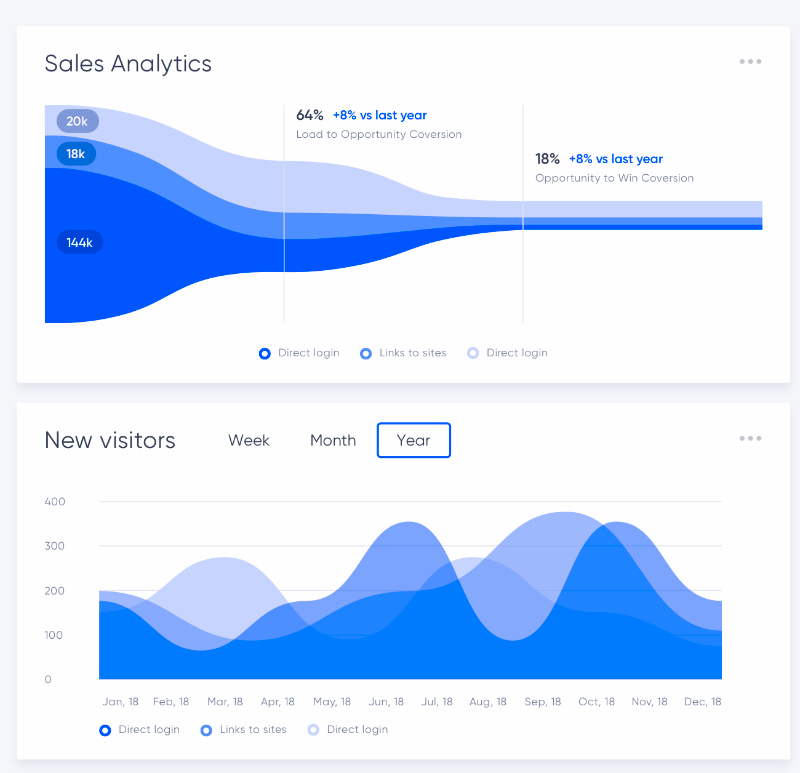 Sales Analytics
20k
18k
144k
64% +8% vs last year
Load to Opportunity Coversion
18% +8% vs last year
Opportunity to Win Coversion
Direct login Links to sites Direct login
New visitors Week Month Year
400
300
200
100
0
Jan, 18 Feb, 18 Mar, 18 Apr, 18 May, 18 Jun, 18 Jul, 18 Aug, 18 Sep, 18 Oct, 18 Nov, 18 Dec, 18
Direct login Links to sites Direct login